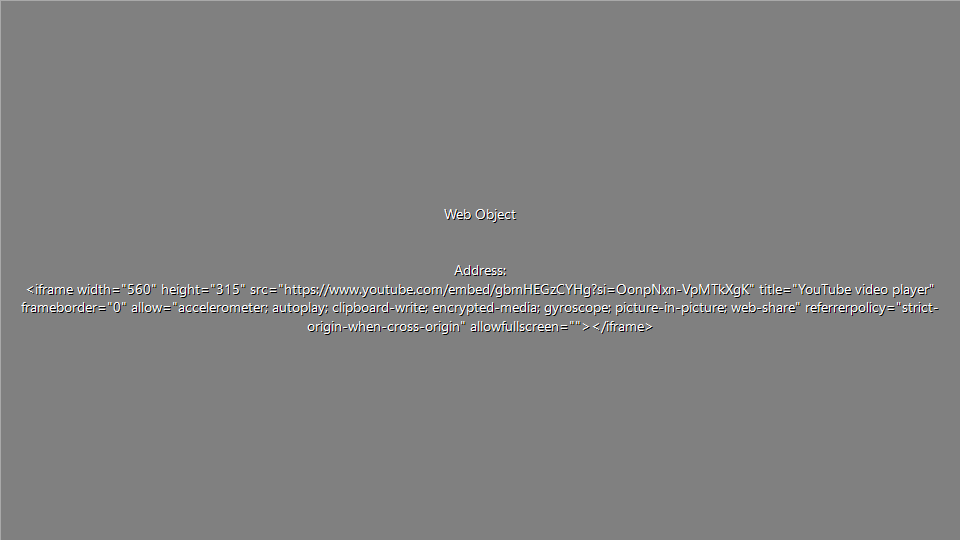 Web Object
Address:
<iframe width="560" height="315" src="https://www.youtube.com/embed/gbmHEGzCYHg?si=OonpNxn-VpMTkXgK" title="YouTube video player"
frameborder="0" allow="accelerometer; autoplay; clipboard-write; encrypted-media; gyroscope; picture-in-picture; web-share" referrerpolicy="strict-
origin-when-cross-origin" allowfullscreen=""></iframe>